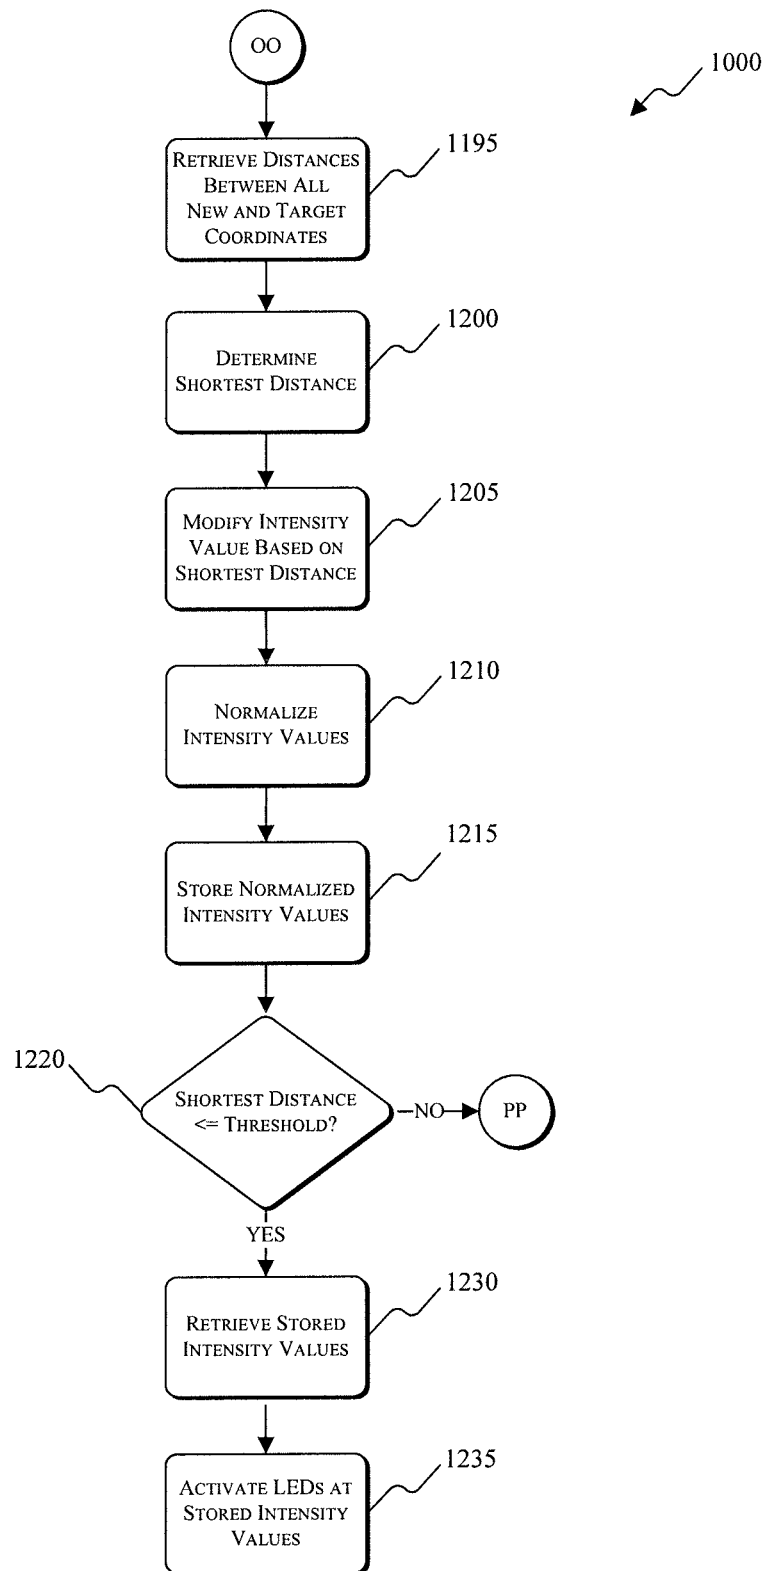 OO
1000
RETRIEVE DISTANCES
BETWEEN ALL
NEW AND TARGET
COORDINATES
1195
DETERMINE
SHORTEST DISTANCE
1200
MODIFY INTENSITY
VALUE BASED ON
SHORTEST DISTANCE
1205
NORMALIZE
INTENSITY VALUES
1210
STORE NORMALIZED
INTENSITY VALUES
1215
1220
SHORTEST DISTANCE
<= THRESHOLD?
NO
PP
YES
RETRIEVE STORED
INTENSITY VALUES
1230
ACTIVATE LEDS AT
STORED INTENSITY
VALUES
1235